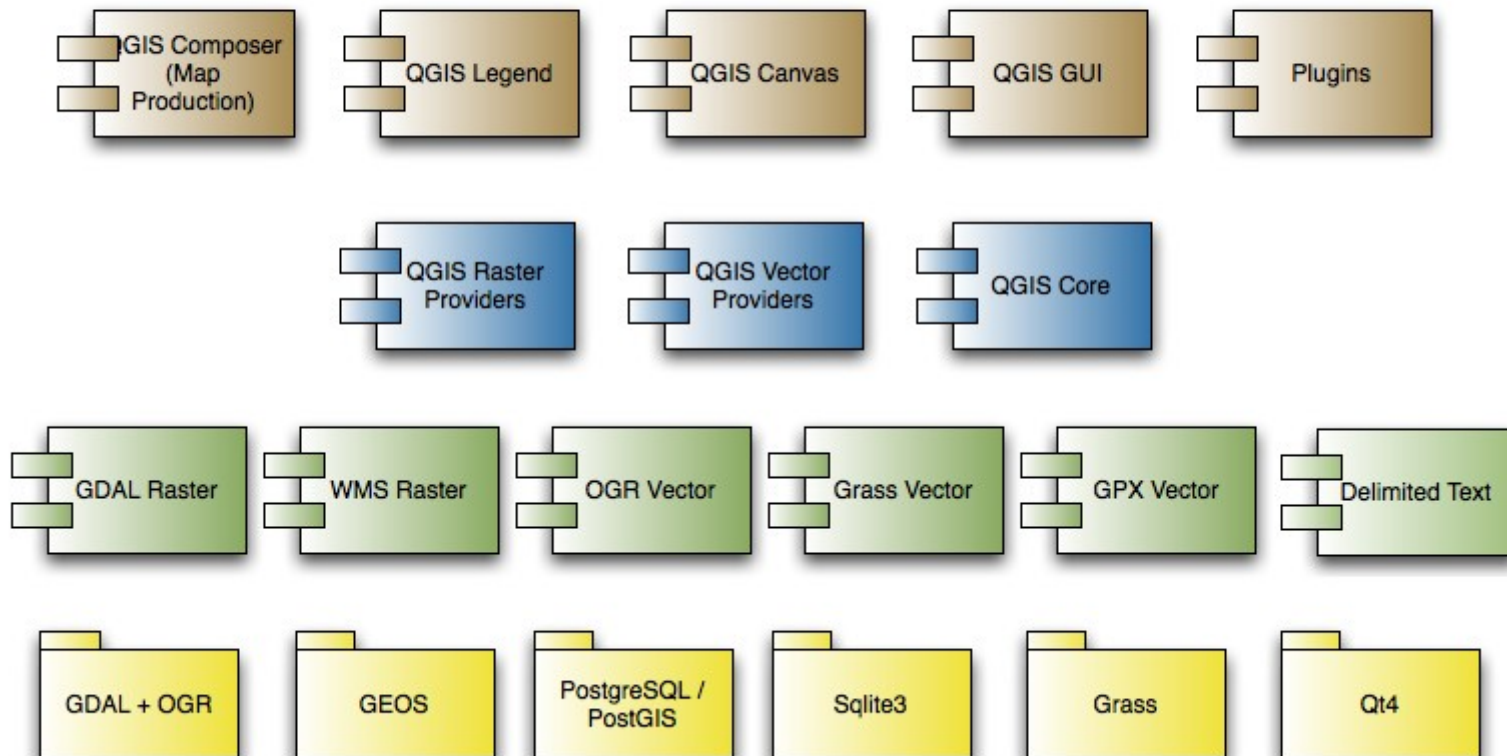 QGIS Composer
(Map
Production)
QGIS Legend
QGIS Canvas
QGIS GUI
Plugins
QGIS Raster
Providers
QGIS Vector
Providers
QGIS Core
GDAL Raster
WMS Raster
OGR Vector
Grass Vector
GPX Vector
Delimited Text
GDAL + OGR
GEOS
PostgreSQL /
PostGIS
Sqlite3
Grass
Qt4